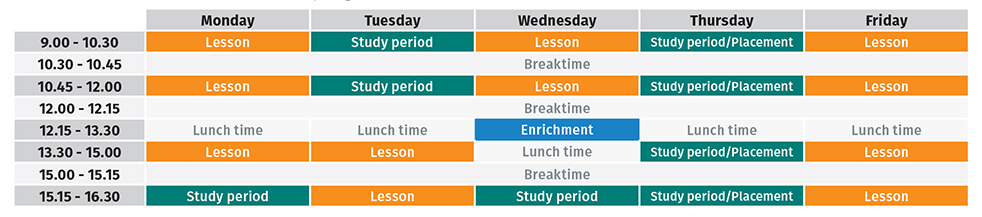 Monday Tuesday Wednesday Thursday Friday
9.00 - 10.30 Lesson Study period Lesson Study period/Placement Lesson
10.30 - 10.45 Breaktime
10.45 - 12.00 Lesson Study period Lesson Study period/Placement Lesson
12.00 - 12.15 Breaktime
12.15 - 13.30 Lunch time Lunch time Enrichment Lunch time Lunch time
13.30 - 15.00 Lesson Lesson Lunch time Study period/Placement Lesson
15.00 - 15.15 Breaktime
15.15 - 16.30 Study period Lesson Study period Study period/Placement Lesson